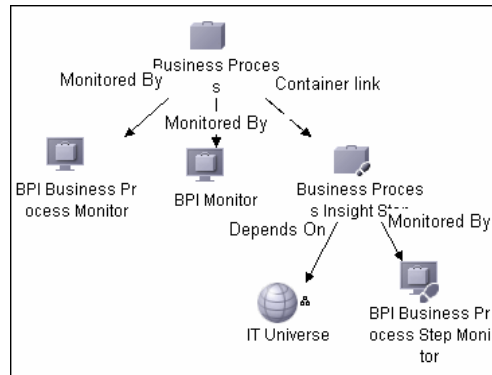 Business Proces
s
Monitored By
Container link
Monitored By
BPI Business Pr
ocess Monitor
BPI Monitor
Business Proces
s Insight Step
Depends On
Monitored By
IT Universe
BPI Business Pr
ocess Step Moni
tor